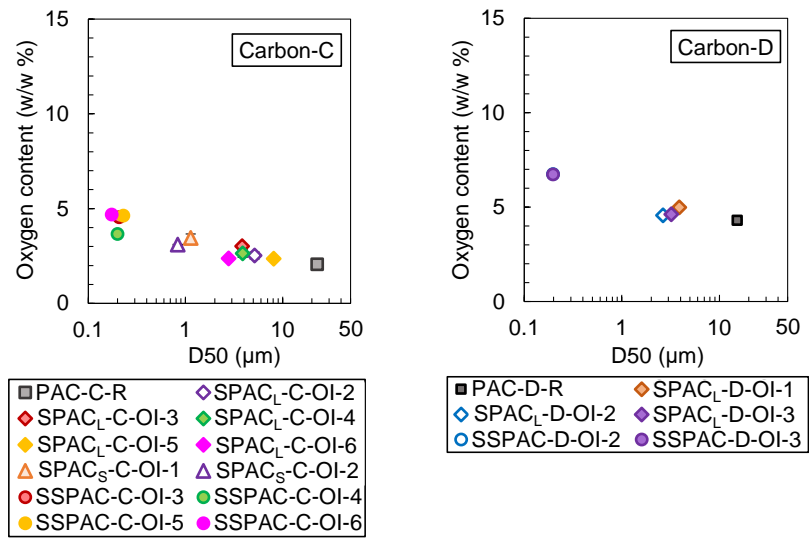 15
10
5
0
Oxygen content (w/w %)
Carbon-C
0.1 1 10 50
D50 (µm)
PAC-C-R SPACL-C-OI-2
SPACL-C-OI-3 SPACL-C-OI-4
SPACL-C-OI-5 SPACL-C-OI-6
SPACS-C-OI-1 SPACS-C-OI-2
SSPAC-C-OI-3 SSPAC-C-OI-4
SSPAC-C-OI-5 SSPAC-C-OI-6
15
10
5
0
Oxygen content (w/w %)
Carbon-D
0.1 1 10 50
D50 (µm)
PAC-D-R SPACL-D-OI-1
SPACL-D-OI-2 SPACL-D-OI-3
SSPAC-D-OI-2 SSPAC-D-OI-3